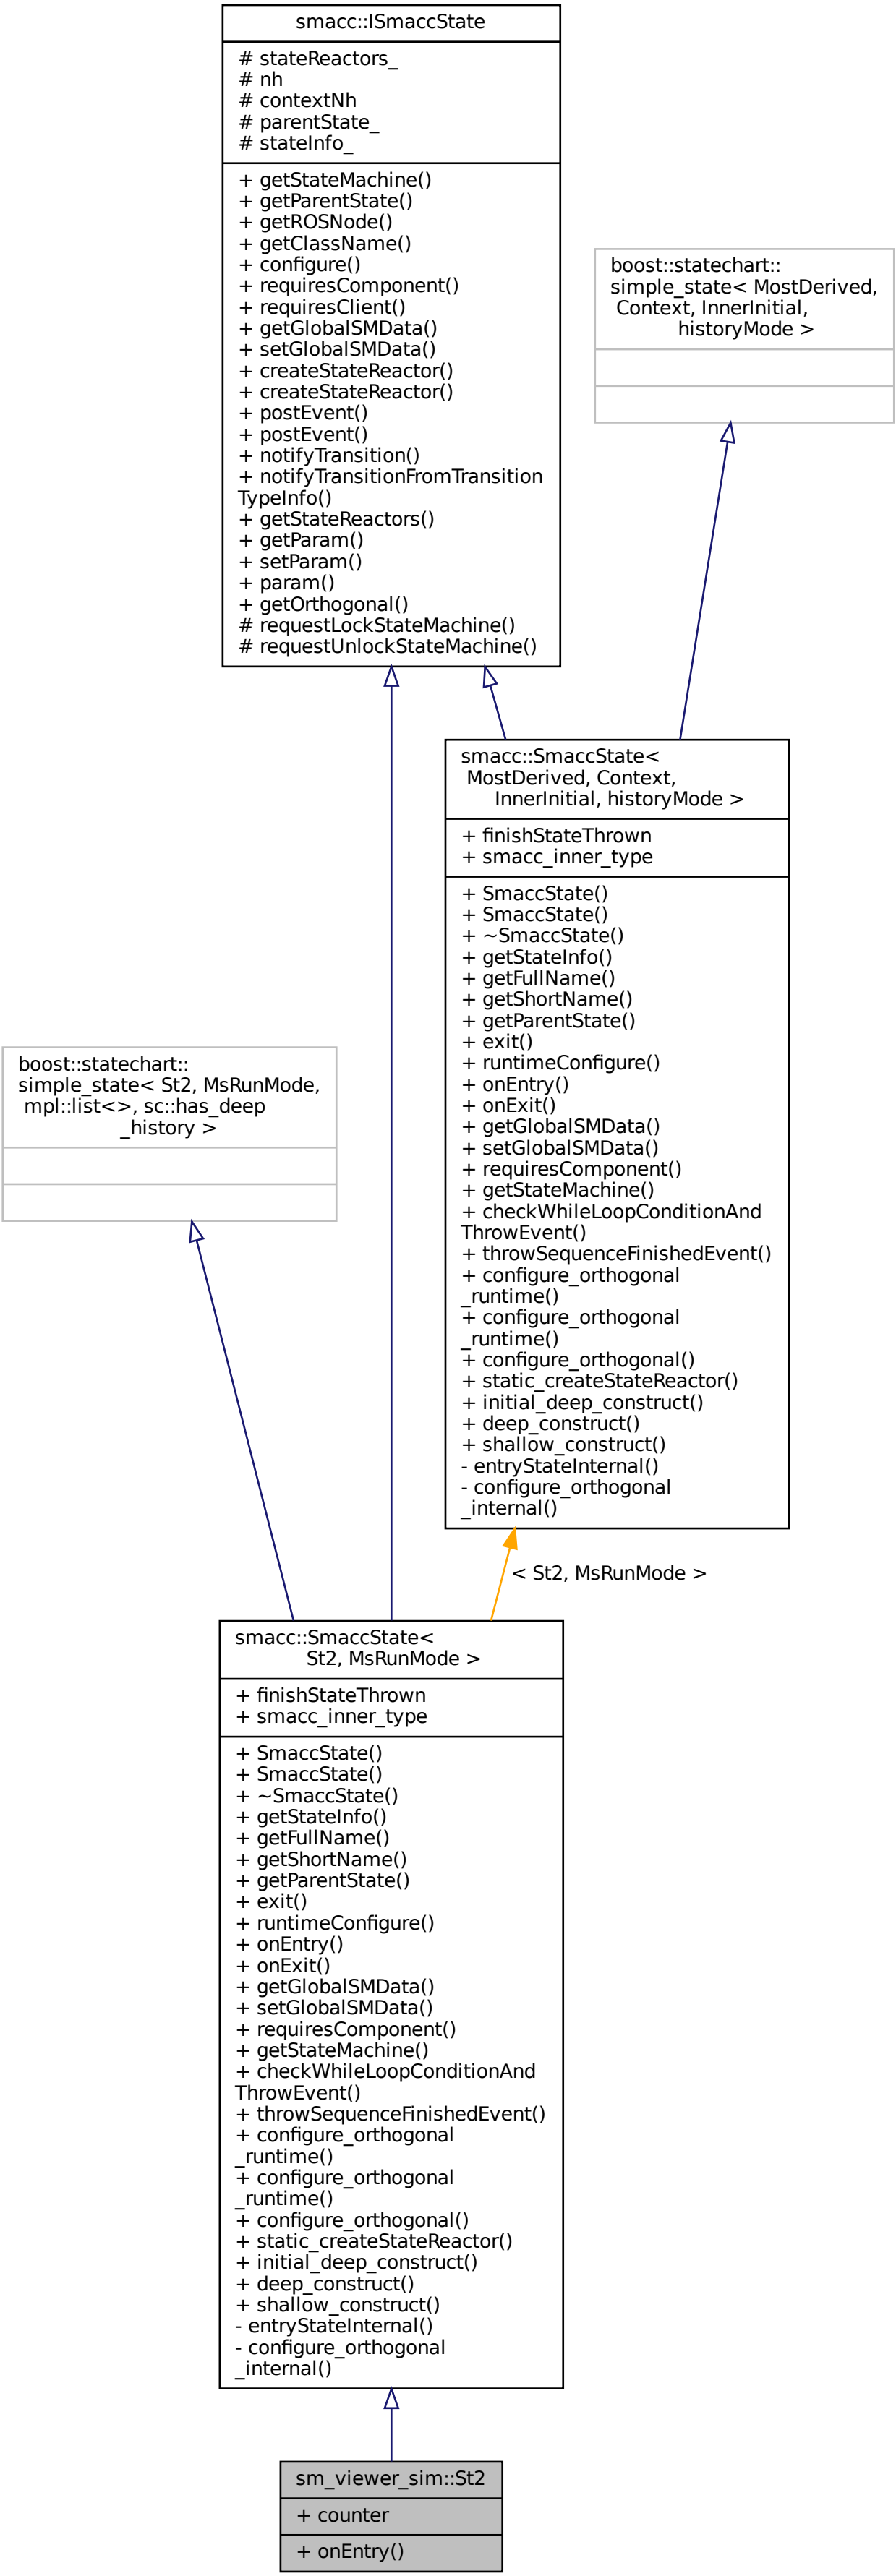 smacc::ISmaccState
# stateReactors_
# nh
# contextNh
# parentState_
# stateInfo_
+ getStateMachine()
+ getParentState()
+ getROSNode()
+ getClassName()
+ configure()
+ requiresComponent()
+ requiresClient()
+ getGlobalSMData()
+ setGlobalSMData()
+ createStateReactor()
+ createStateReactor()
+ postEvent()
+ postEvent()
+ notifyTransition()
+ notifyTransitionFromTransition
TypeInfo()
+ getStateReactors()
+ getParam()
+ setParam()
+ param()
+ getOrthogonal()
# requestLockStateMachine()
# requestUnlockStateMachine()
boost::statechart::
simple_state< MostDerived,
Context, InnerInitial,
historyMode >
smacc::SmaccState<
MostDerived, Context,
InnerInitial, historyMode >
+ finishStateThrown
+ smacc_inner_type
+ SmaccState()
+ SmaccState()
+ ~SmaccState()
+ getStateInfo()
+ getFullName()
+ getShortName()
+ getParentState()
+ exit()
+ runtimeConfigure()
+ onEntry()
+ onExit()
+ getGlobalSMData()
+ setGlobalSMData()
+ requiresComponent()
+ getStateMachine()
+ checkWhileLoopConditionAnd
ThrowEvent()
+ throwSequenceFinishedEvent()
+ configure_orthogonal
_runtime()
+ configure_orthogonal
_runtime()
+ configure_orthogonal()
+ static_createStateReactor()
+ initial_deep_construct()
+ deep_construct()
+ shallow_construct()
- entryStateInternal()
- configure_orthogonal
_internal()
boost::statechart::
simple_state< St2, MsRunMode,
mpl::list<>, sc::has_deep
_history >
< St2, MsRunMode >
smacc::SmaccState<
St2, MsRunMode >
+ finishStateThrown
+ smacc_inner_type
+ SmaccState()
+ SmaccState()
+ ~SmaccState()
+ getStateInfo()
+ getFullName()
+ getShortName()
+ getParentState()
+ exit()
+ runtimeConfigure()
+ onEntry()
+ onExit()
+ getGlobalSMData()
+ setGlobalSMData()
+ requiresComponent()
+ getStateMachine()
+ checkWhileLoopConditionAnd
ThrowEvent()
+ throwSequenceFinishedEvent()
+ configure_orthogonal
_runtime()
+ configure_orthogonal
_runtime()
+ configure_orthogonal()
+ static_createStateReactor()
+ initial_deep_construct()
+ deep_construct()
+ shallow_construct()
- entryStateInternal()
- configure_orthogonal
_internal()
sm_viewer_sim::St2
+ counter
+ onEntry()